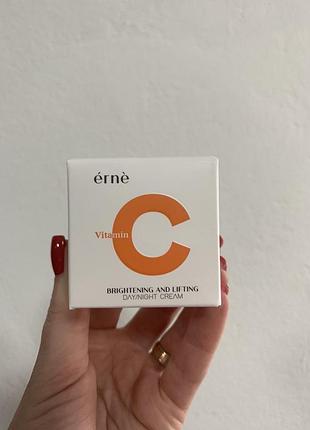 érnè
Vitamin C
BRIGHTENING AND LIFTING
DAY/NIGHT CREAM